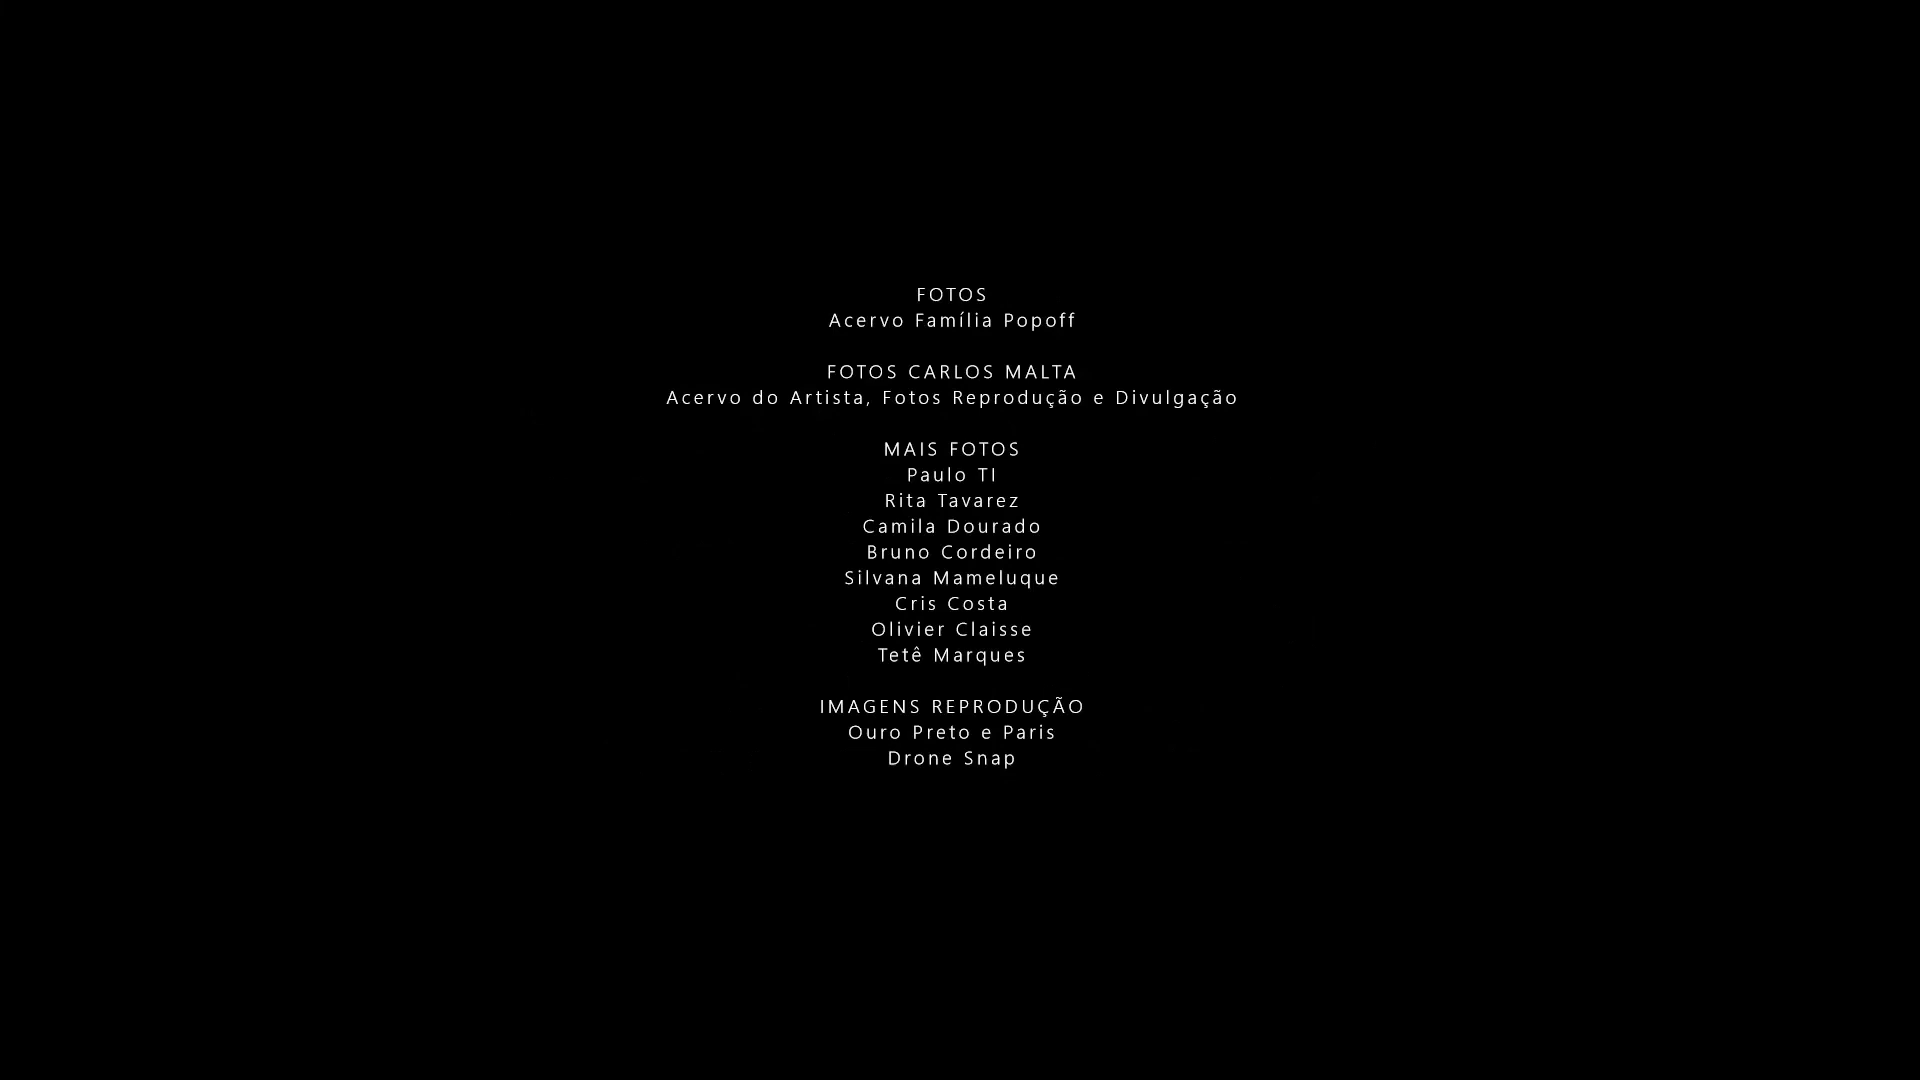 FOTOS
Acervo Família Popoff
FOTOS CARLOS MALTA
Acervo do Artista, Fotos Reprodução e Divulgação
MAIS FOTOS
Paulo TI
Rita Tavarez
Camila Dourado
Bruno Cordeiro
Silvana Mameluque
Cris Costa
Olivier Claisse
Tetê Marques
IMAGENS REPRODUÇÃO
Ouro Preto e Paris
Drone Snap